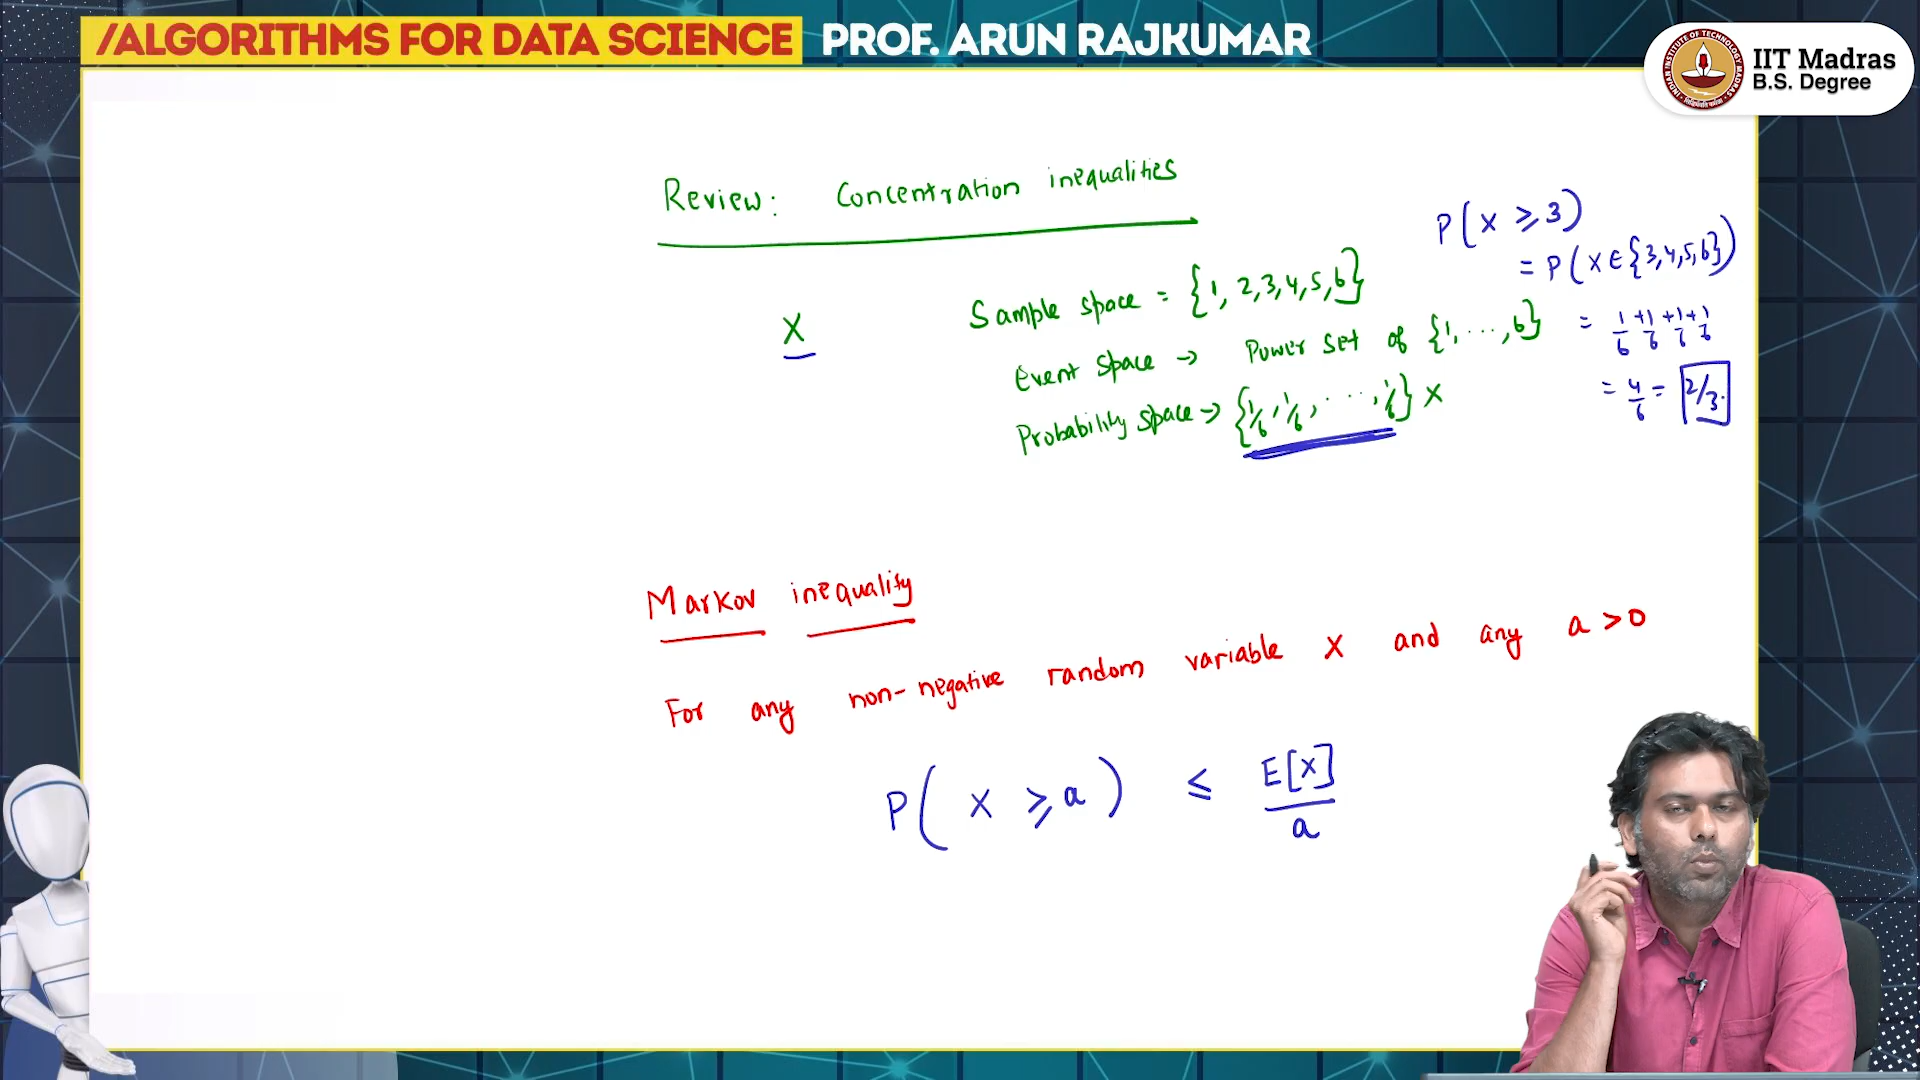 /ALGORITHMS FOR DATA SCIENCE PROF. ARUN RAJKUMAR
IIT Madras
B.S. Degree
Review: Concentration inequalities
X
Sample space = {1, 2, 3, 4, 5, 6}
Event space → Power set of {1, ..., 6}
Probability space → {1/6, 1/6, ..., 1/6} X
P(X ≥ 3)
= P(X ∈ {3,4,5,6})
= 1/6 + 1/6 + 1/6 + 1/6
= 4/6 = 2/3.
Markov inequality
For any non-negative random variable X and any a > 0
P(X ≥ a) ≤ E[X]/a